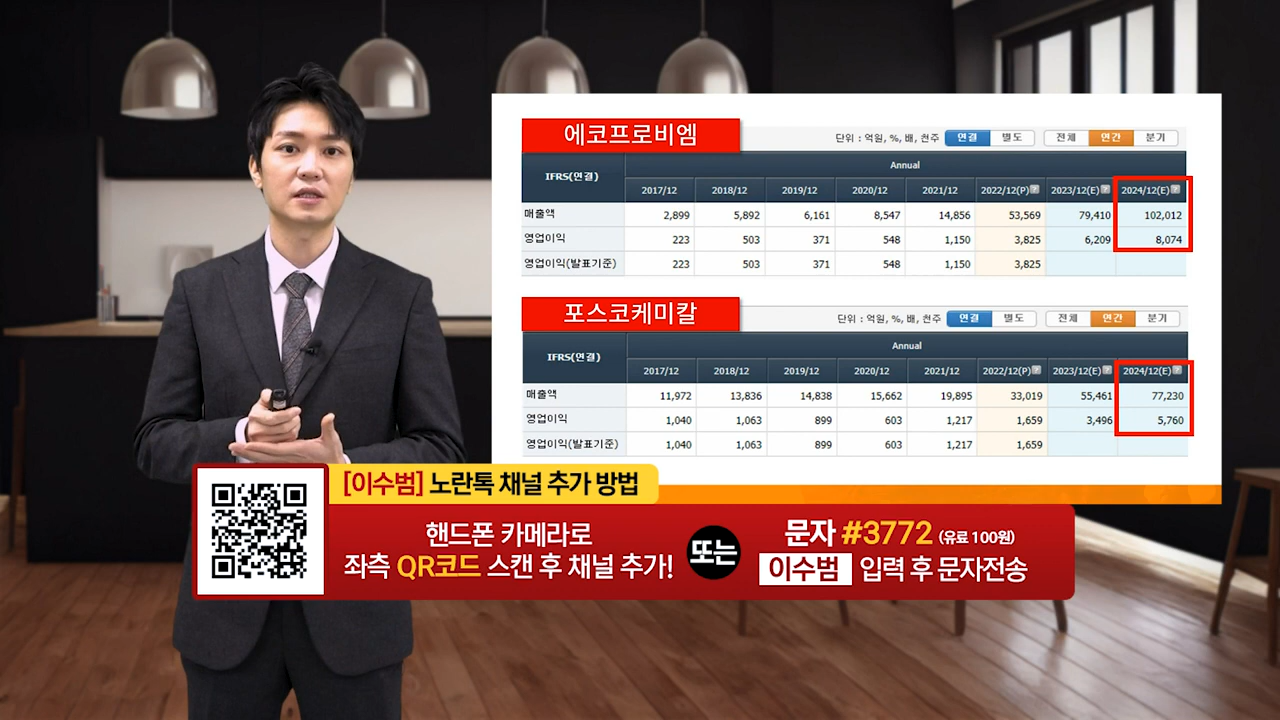 에코프로비엠
단위 : 억원, %, 배, 천주 연결 별도 전체 연간 분기
IFRS(연결) Annual
2017/12 2018/12 2019/12 2020/12 2021/12 2022/12(P) 2023/12(E) 2024/12(E)
매출액 2,899 5,892 6,161 8,547 14,856 53,569 79,410 102,012
영업이익 223 503 371 548 1,150 3,825 6,209 8,074
영업이익(발표기준) 223 503 371 548 1,150 3,825
포스코케미칼
단위 : 억원, %, 배, 천주 연결 별도 전체 연간 분기
IFRS(연결) Annual
2017/12 2018/12 2019/12 2020/12 2021/12 2022/12(P) 2023/12(E) 2024/12(E)
매출액 11,972 13,836 14,838 15,662 19,895 33,019 55,461 77,230
영업이익 1,040 1,063 899 603 1,217 1,659 3,496 5,760
영업이익(발표기준) 1,040 1,063 899 603 1,217 1,659
[이수범] 노란톡 채널 추가 방법
핸드폰 카메라로
좌측 QR코드 스캔 후 채널 추가!
또는
문자 #3772 (유료 100원)
이수범 입력 후 문자전송